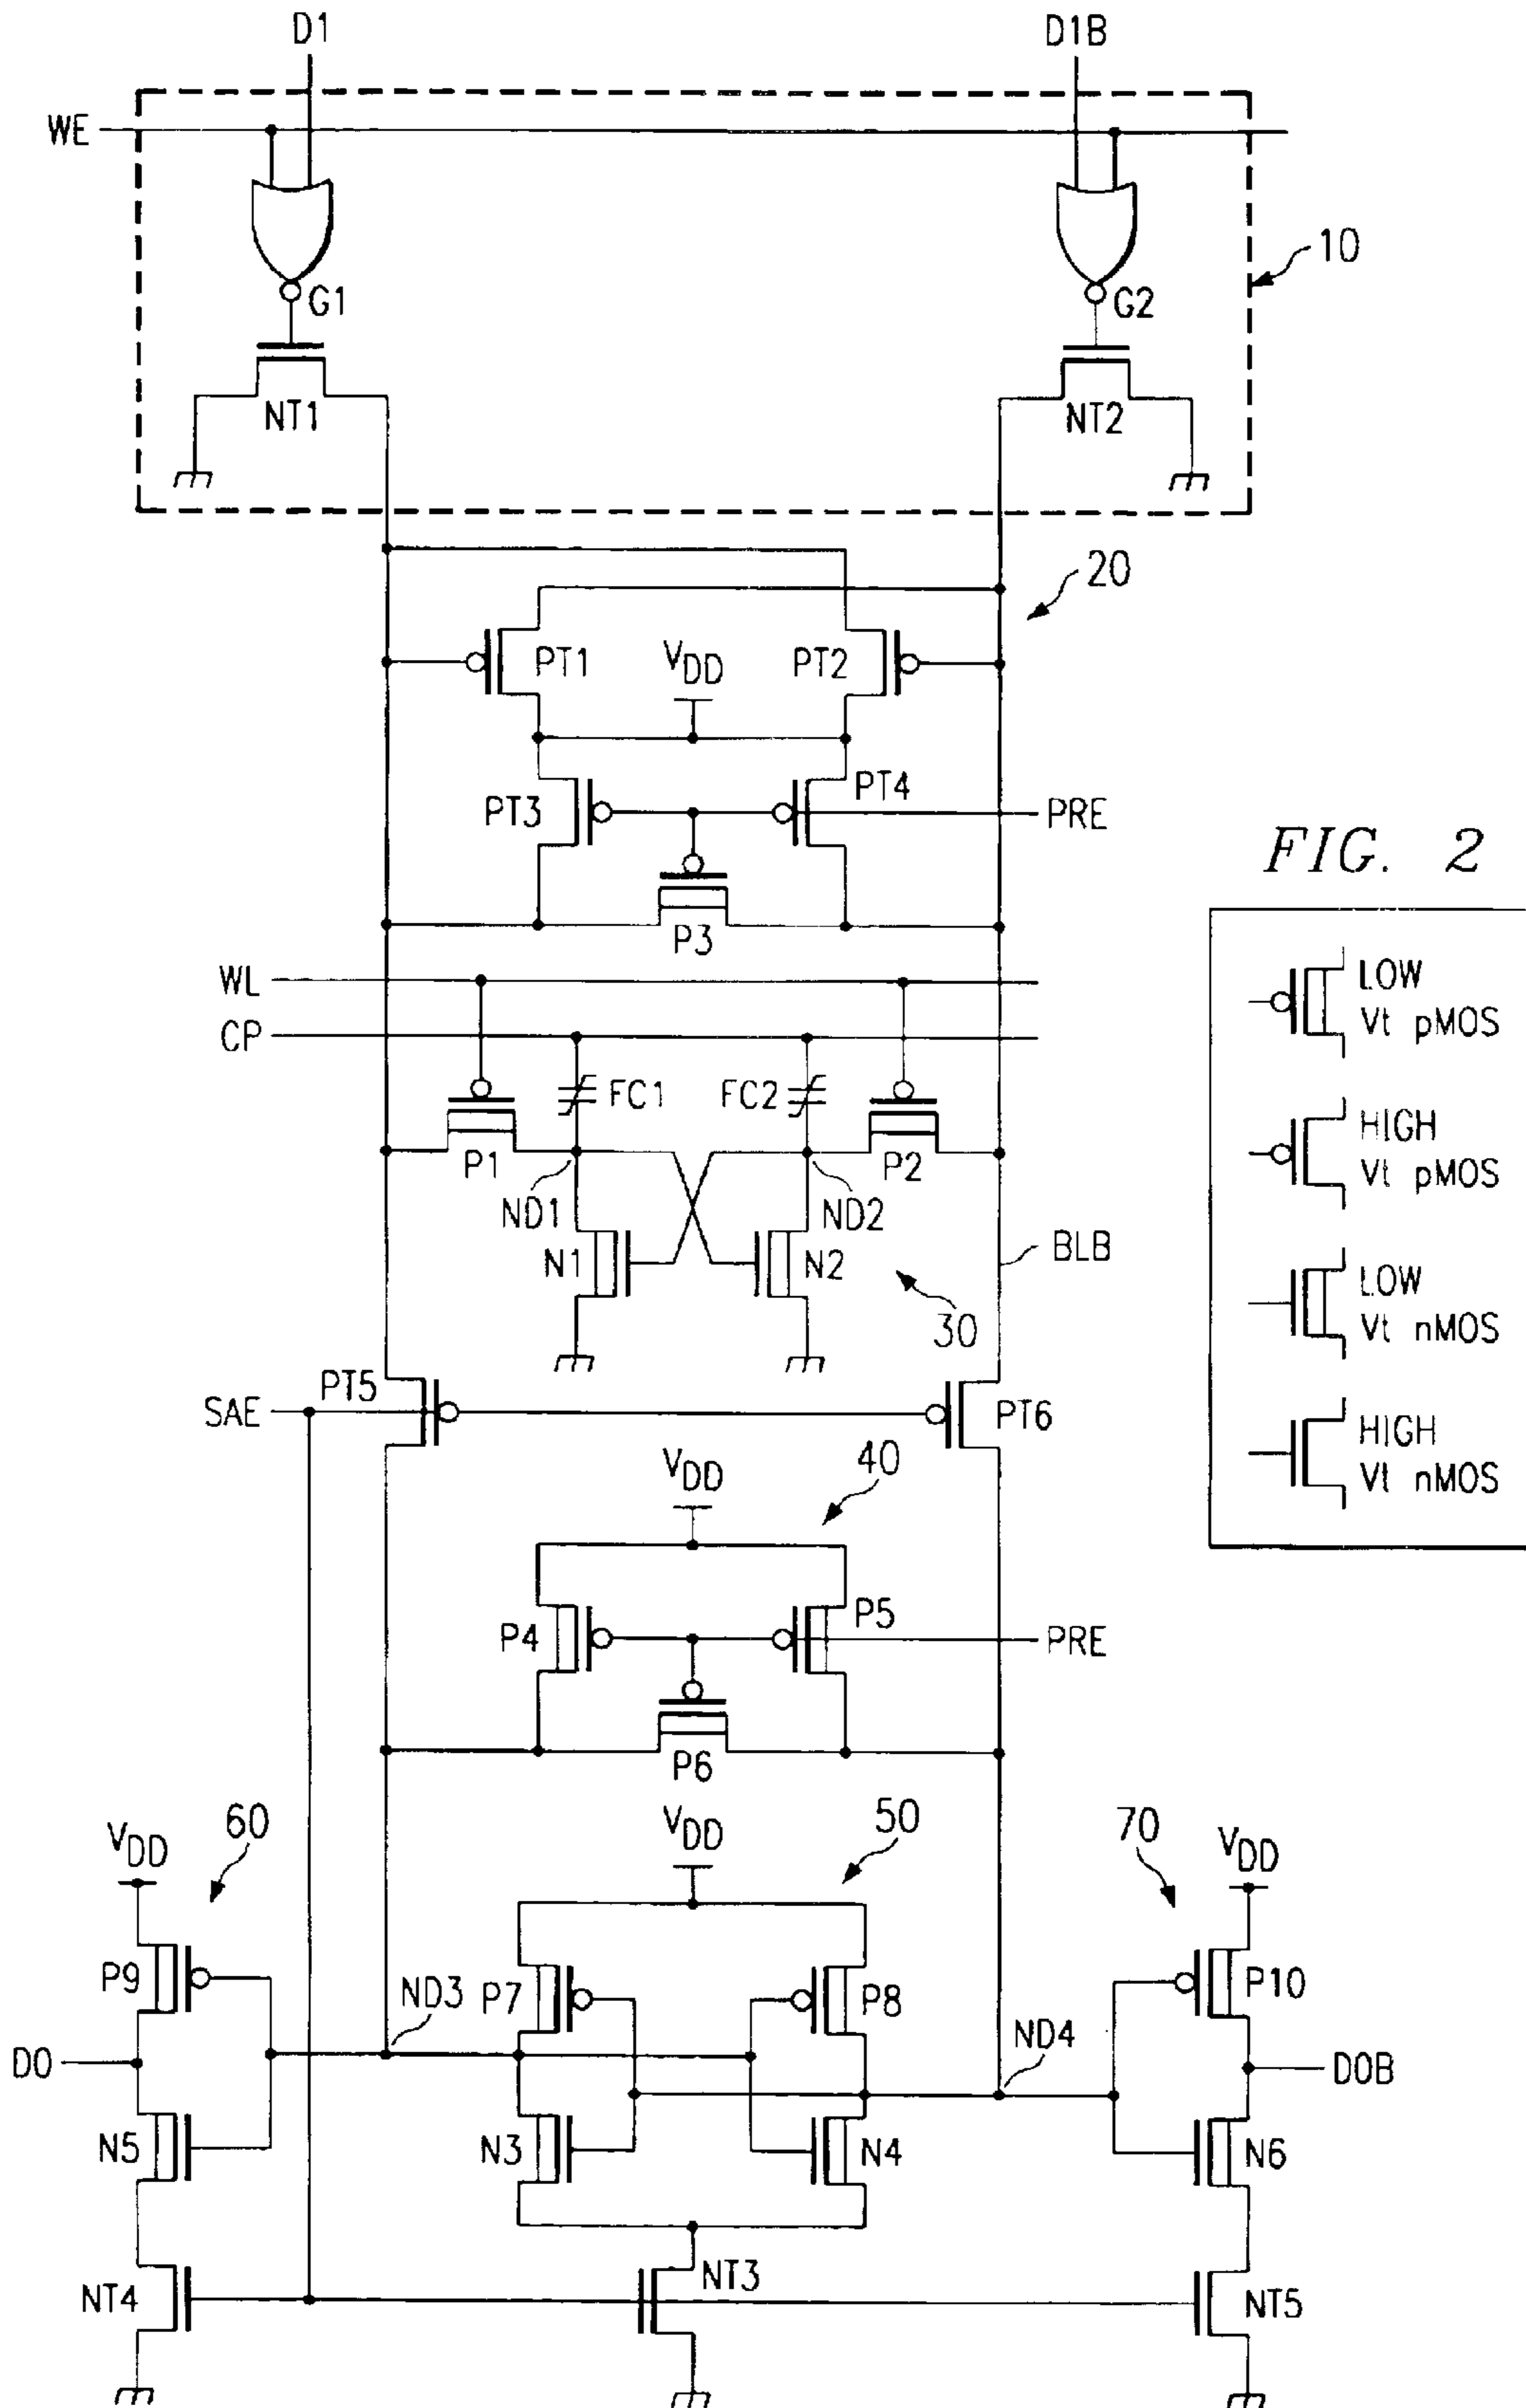 D1 D1B
WE
10
G1 G2
NT1 NT2
20
PT1 VDD PT2
PT3 PT4
PRE
FIG. 2
P3
WL
LOW
Vt pMOS
CP
FC1 FC2
P1 P2
HIGH
Vt pMOS
ND1 ND2
N1 N2
BLB
LOW
Vt nMOS
30
PT5
SAE
PT6
HIGH
Vt nMOS
VDD 40
P4 P5
PRE
P6
60 VDD 50 70
VDD VDD
P9 P7 P8 P10
ND3 ND4
DO DOB
N5 N3 N4 N6
NT4 NT3 NT5